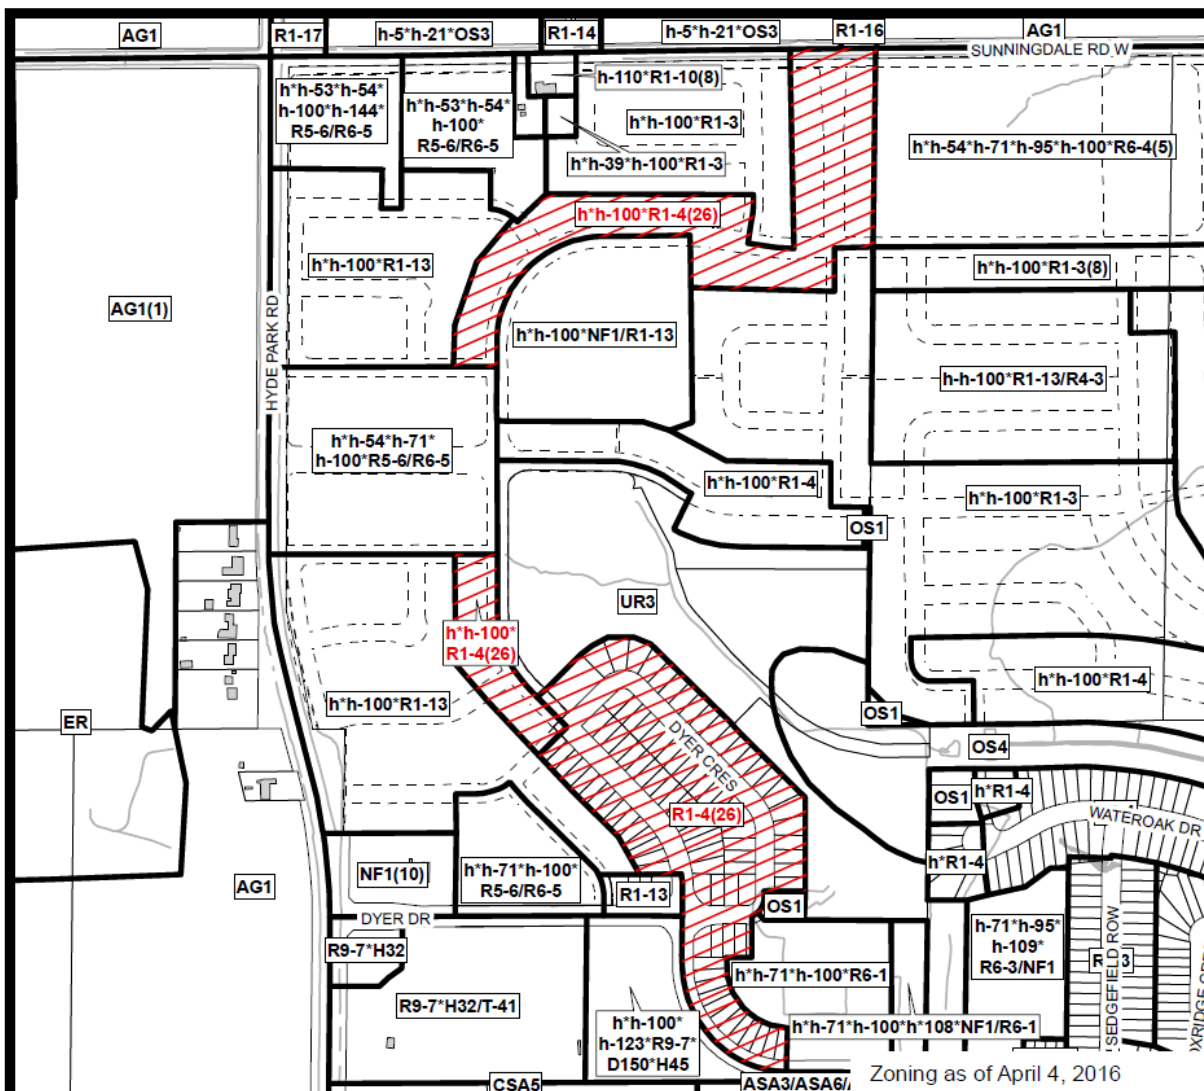 AG1
R1-17
h-5*h-21*OS3
R1-14
h-5*h-21*OS3
R1-16
AG1
SUNNINGDALE RD W
h*h-53*h-54*
h-100*h-144*
R5-6/R6-5
h*h-53*h-54*
h-100*
R5-6/R6-5
h-110*R1-10(8)
h*h-100*R1-3
h*h-39*h-100*R1-3
h*h-54*h-71*h-95*h-100*R6-4(5)
h*h-100*R1-4(26)
h*h-100*R1-13
h*h-100*R1-3(8)
AG1(1)
HYDE PARK RD
h*h-100*NF1/R1-13
h-h-100*R1-13/R4-3
h*h-54*h-71*
h-100*R5-6/R6-5
h*h-100*R1-4
h*h-100*R1-3
OS1
UR3
h*h-100*
R1-4(26)
h*h-100*R1-4
h*h-100*R1-13
OS1
ER
DYER CRES
OS4
R1-4(26)
OS1
h*R1-4
WATEROAK DR
h*R1-4
NF1(10)
h*h-71*h-100*
R5-6/R6-5
AG1
R1-13
OS1
DYER DR
R9-7*H32
h-71*h-95*
h-109*
R6-3/NF1
h*h-71*h-100*R6-1
SEDGEFIELD ROW
R9-7*H32/T-41
h*h-100*
h-123*R9-7*
D150*H45
h*h-71*h-100*h*108*NF1/R6-1
CSA5
ASA3/ASA6/
Zoning as of April 4, 2016